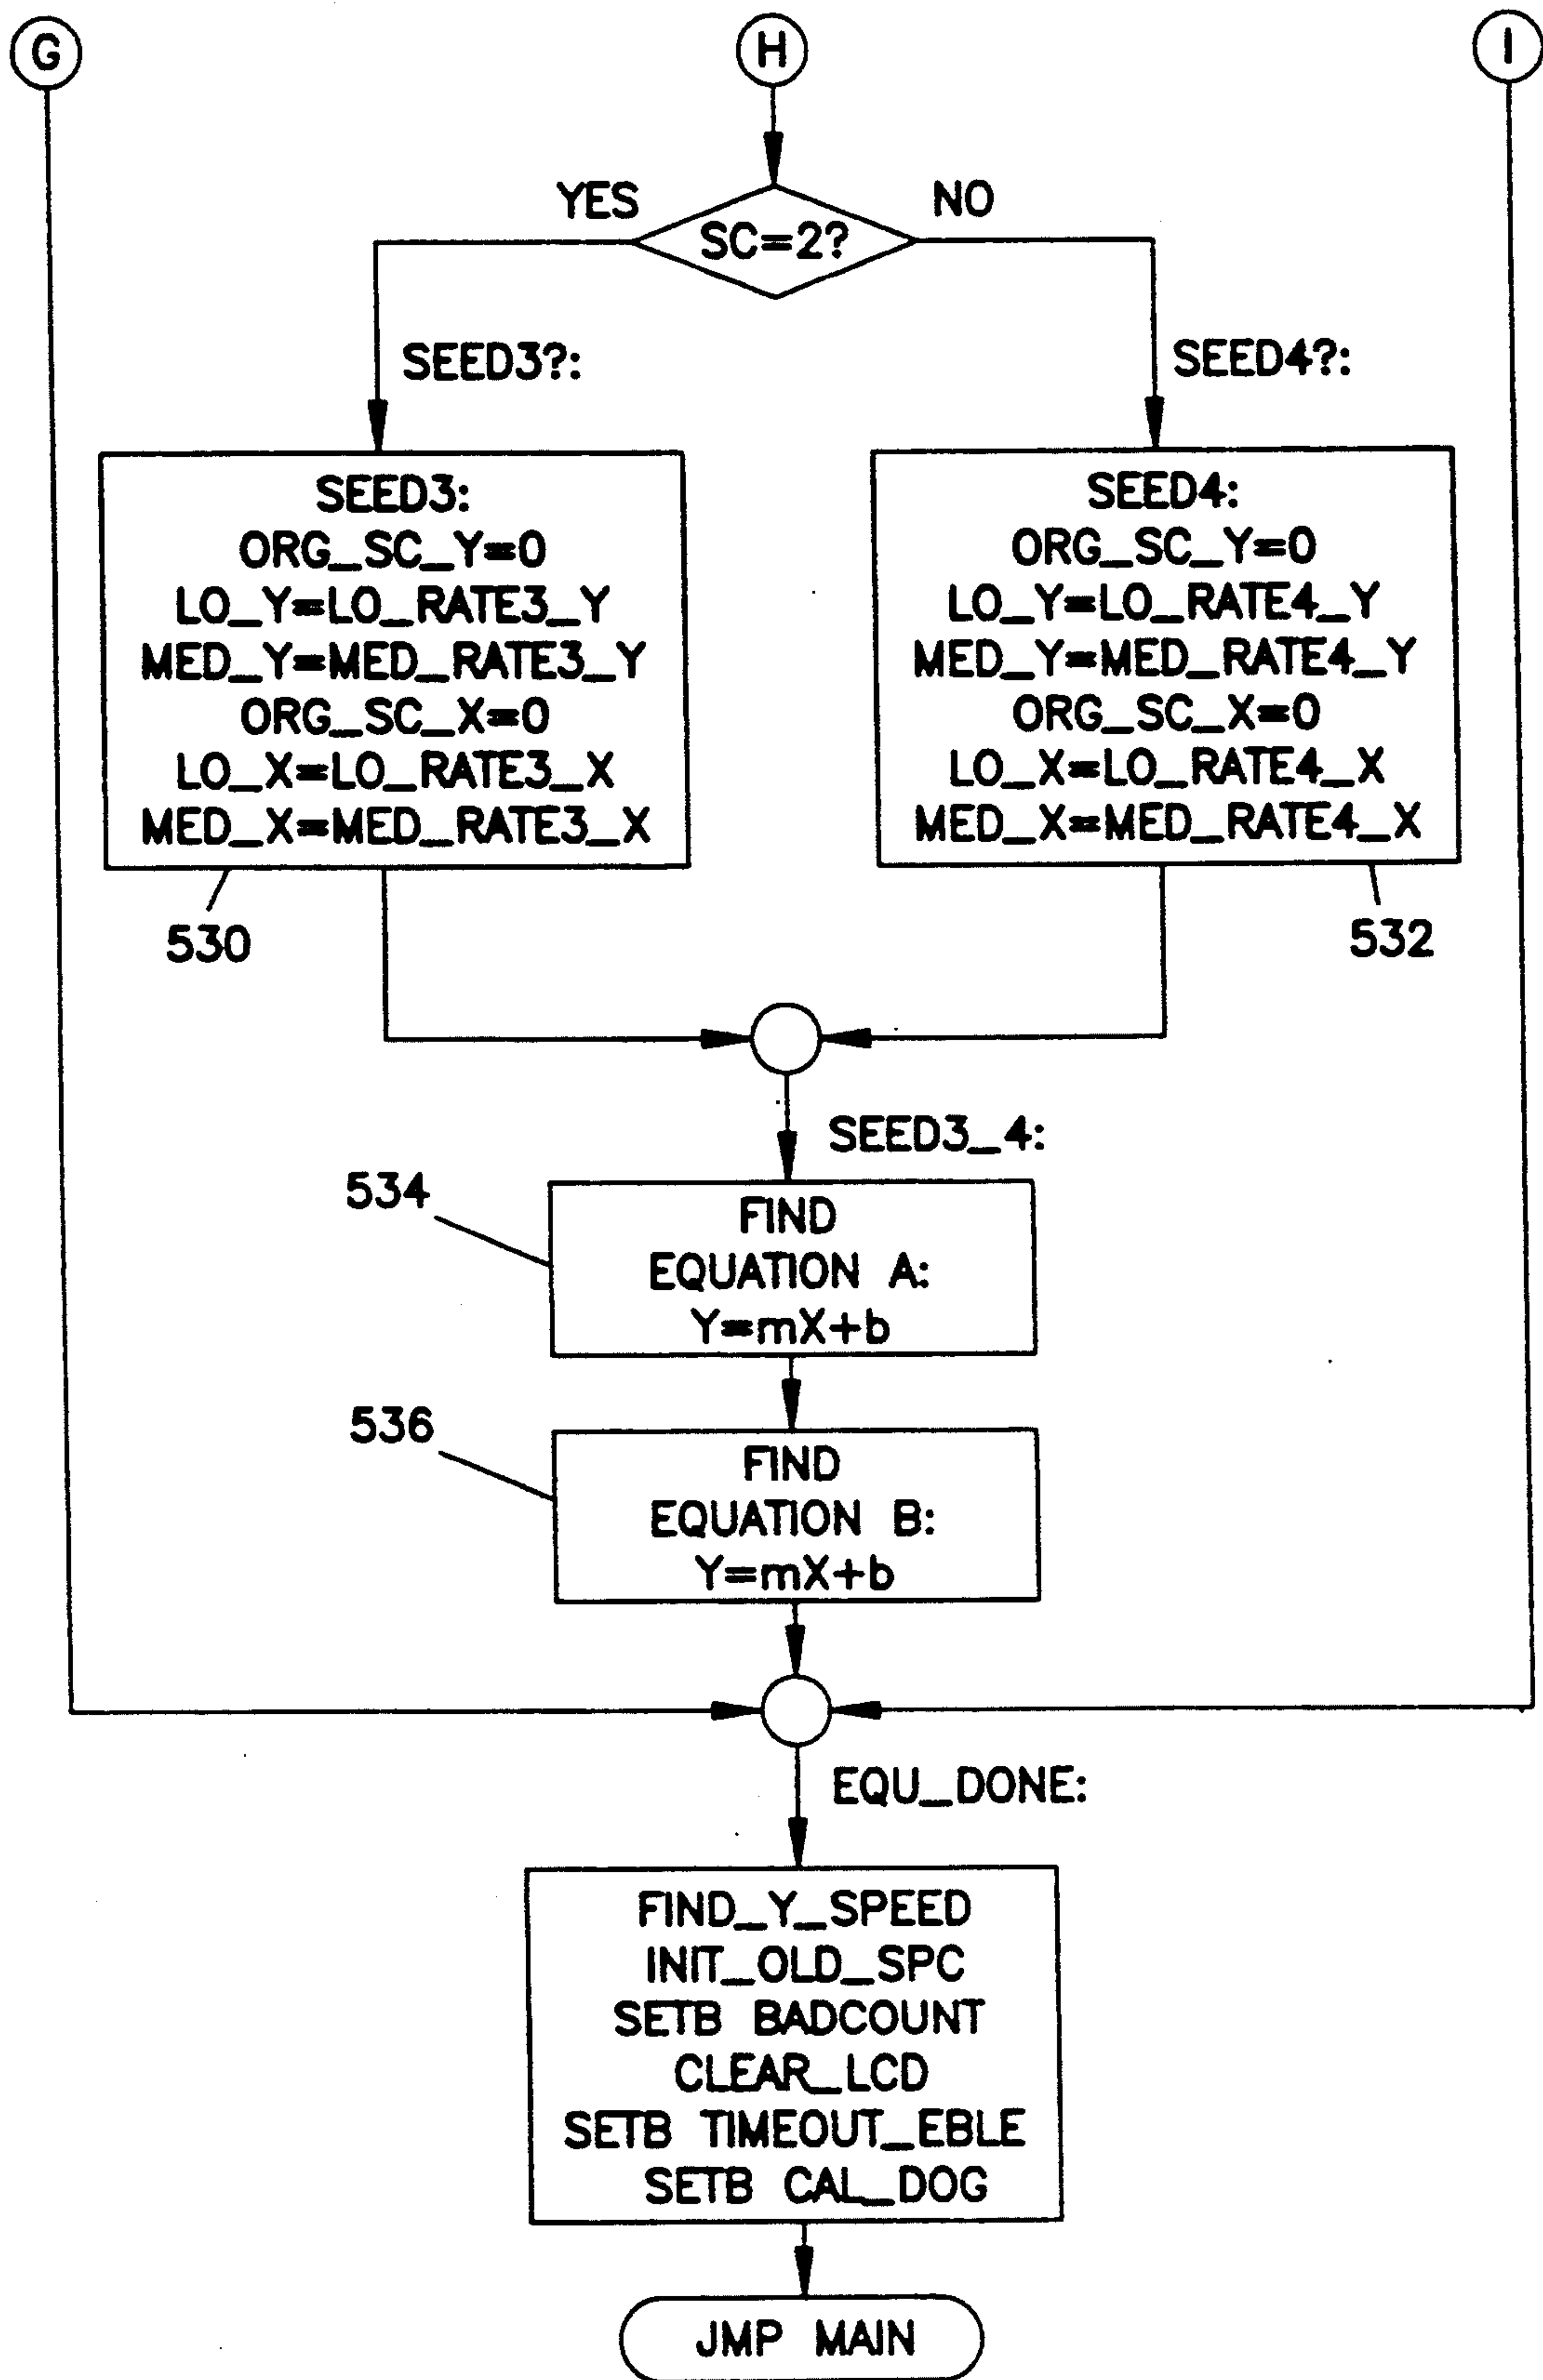 G
H
I
YES
NO
SC=2?
SEED3?:
SEED4?:
SEED3:
ORG_SC_Y=0
LO_Y=LO_RATE3_Y
MED_Y=MED_RATE3_Y
ORG_SC_X=0
LO_X=LO_RATE3_X
MED_X=MED_RATE3_X
530
SEED4:
ORG_SC_Y=0
LO_Y=LO_RATE4_Y
MED_Y=MED_RATE4_Y
ORG_SC_X=0
LO_X=LO_RATE4_X
MED_X=MED_RATE4_X
532
SEED3_4:
534
FIND
EQUATION A:
Y=mX+b
536
FIND
EQUATION B:
Y=mX+b
EQU_DONE:
FIND_Y_SPEED
INIT_OLD_SPC
SETB BADCOUNT
CLEAR_LCD
SETB TIMEOUT_EBLE
SETB CAL_DOG
JMP MAIN